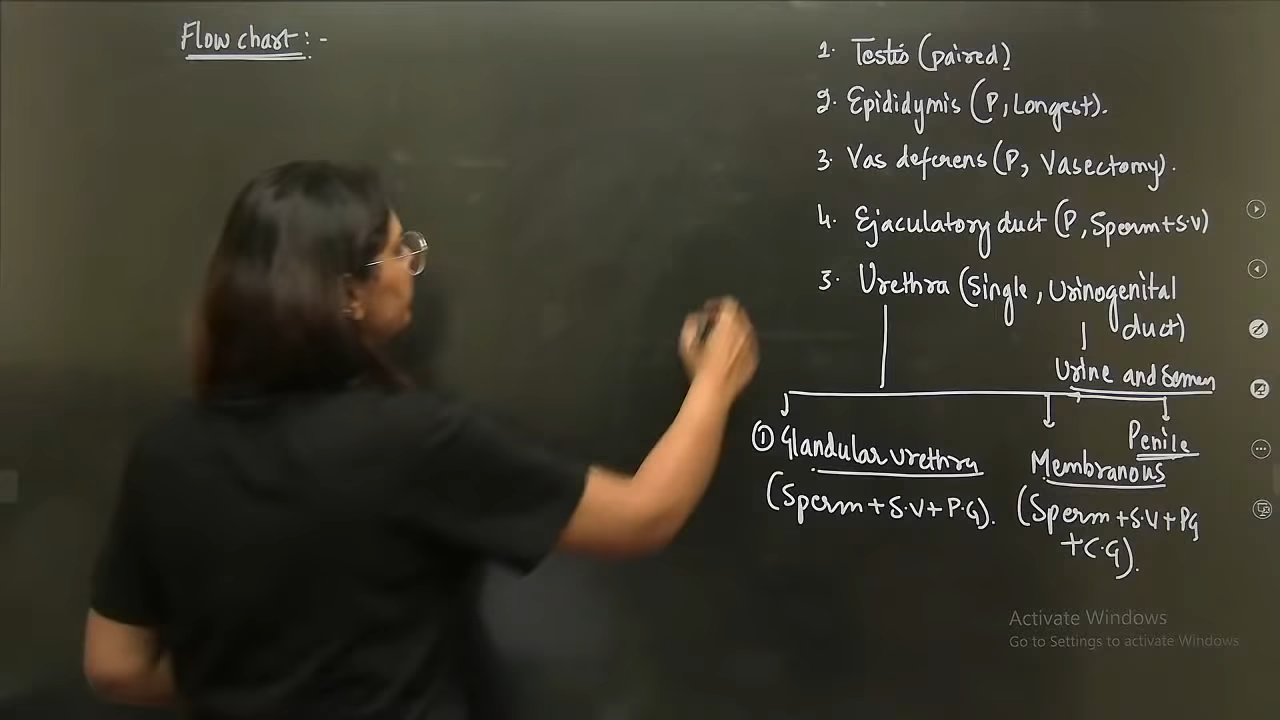 Flow chart : -
1. Testis (paired)
2. Epididymis (P, Longest).
3. Vas deferens (P, Vasectomy).
4. Ejaculatory duct (P, Sperm+S.V)
5. Urethra (Single, Urinogenital
duct)
Urine and Semen
① Glandular urethra
(Sperm + S.V + P.G).
Penile
Membranous
(Sperm + S.V + PG
+ C.G).
Activate Windows
Go to Settings to activate Windows